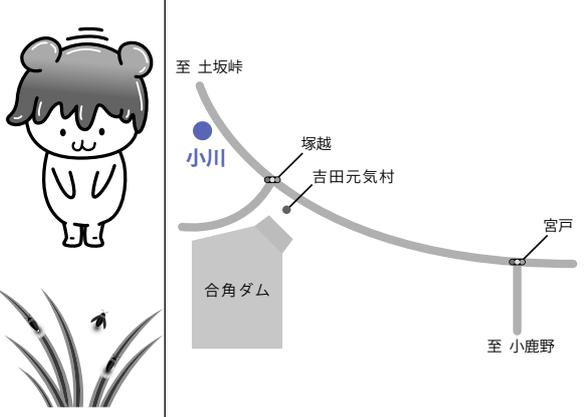 至 土坂峠
小川
塚越
吉田元気村
宮戸
合角ダム
至 小鹿野